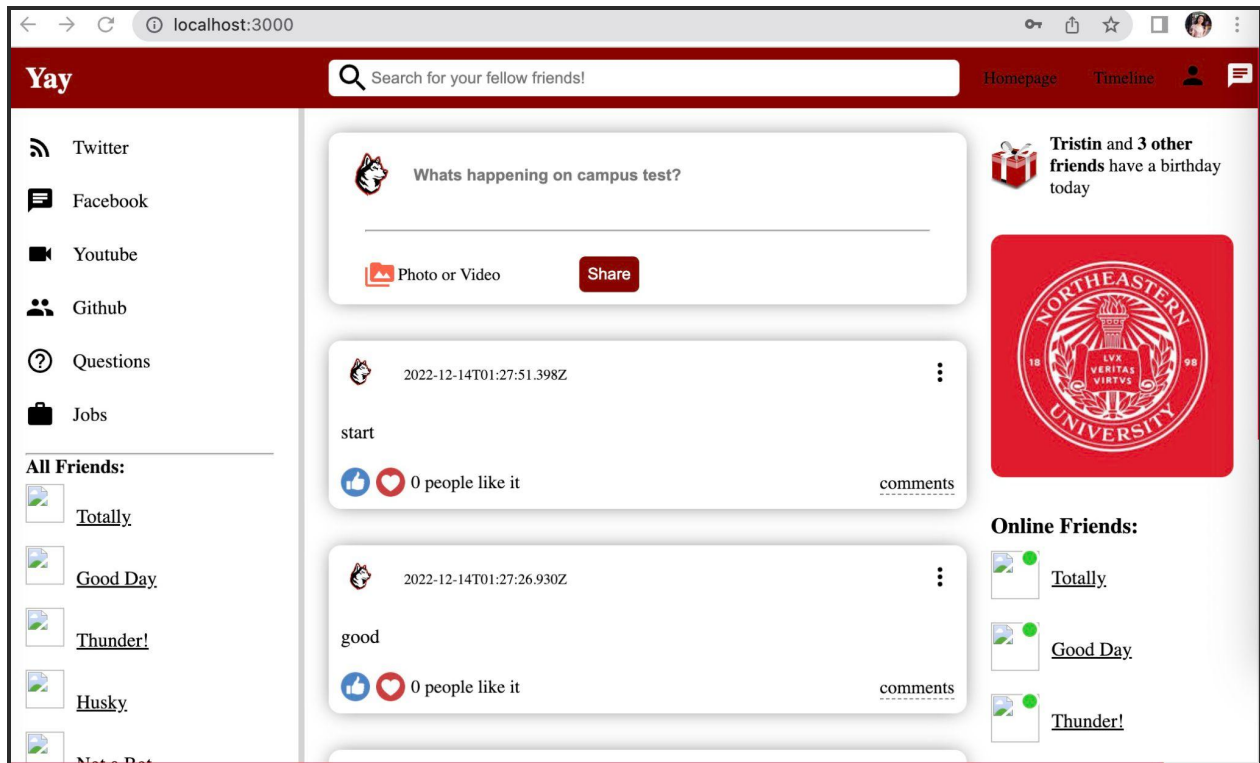 localhost:3000
Yay
Search for your fellow friends!
Homepage
Timeline
Twitter
Facebook
Youtube
Github
Questions
Jobs
All Friends:
Totally
Good Day
Thunder!
Husky
Not a Bot
Whats happening on campus test?
Photo or Video
Share
2022-12-14T01:27:51.398Z
start
0 people like it
comments
2022-12-14T01:27:26.930Z
good
0 people like it
comments
Tristin and 3 other
friends have a birthday
today
NORTHEASTERN
UNIVERSITY
18
LVX
VERITAS
VIRTVS
98
Online Friends:
Totally
Good Day
Thunder!